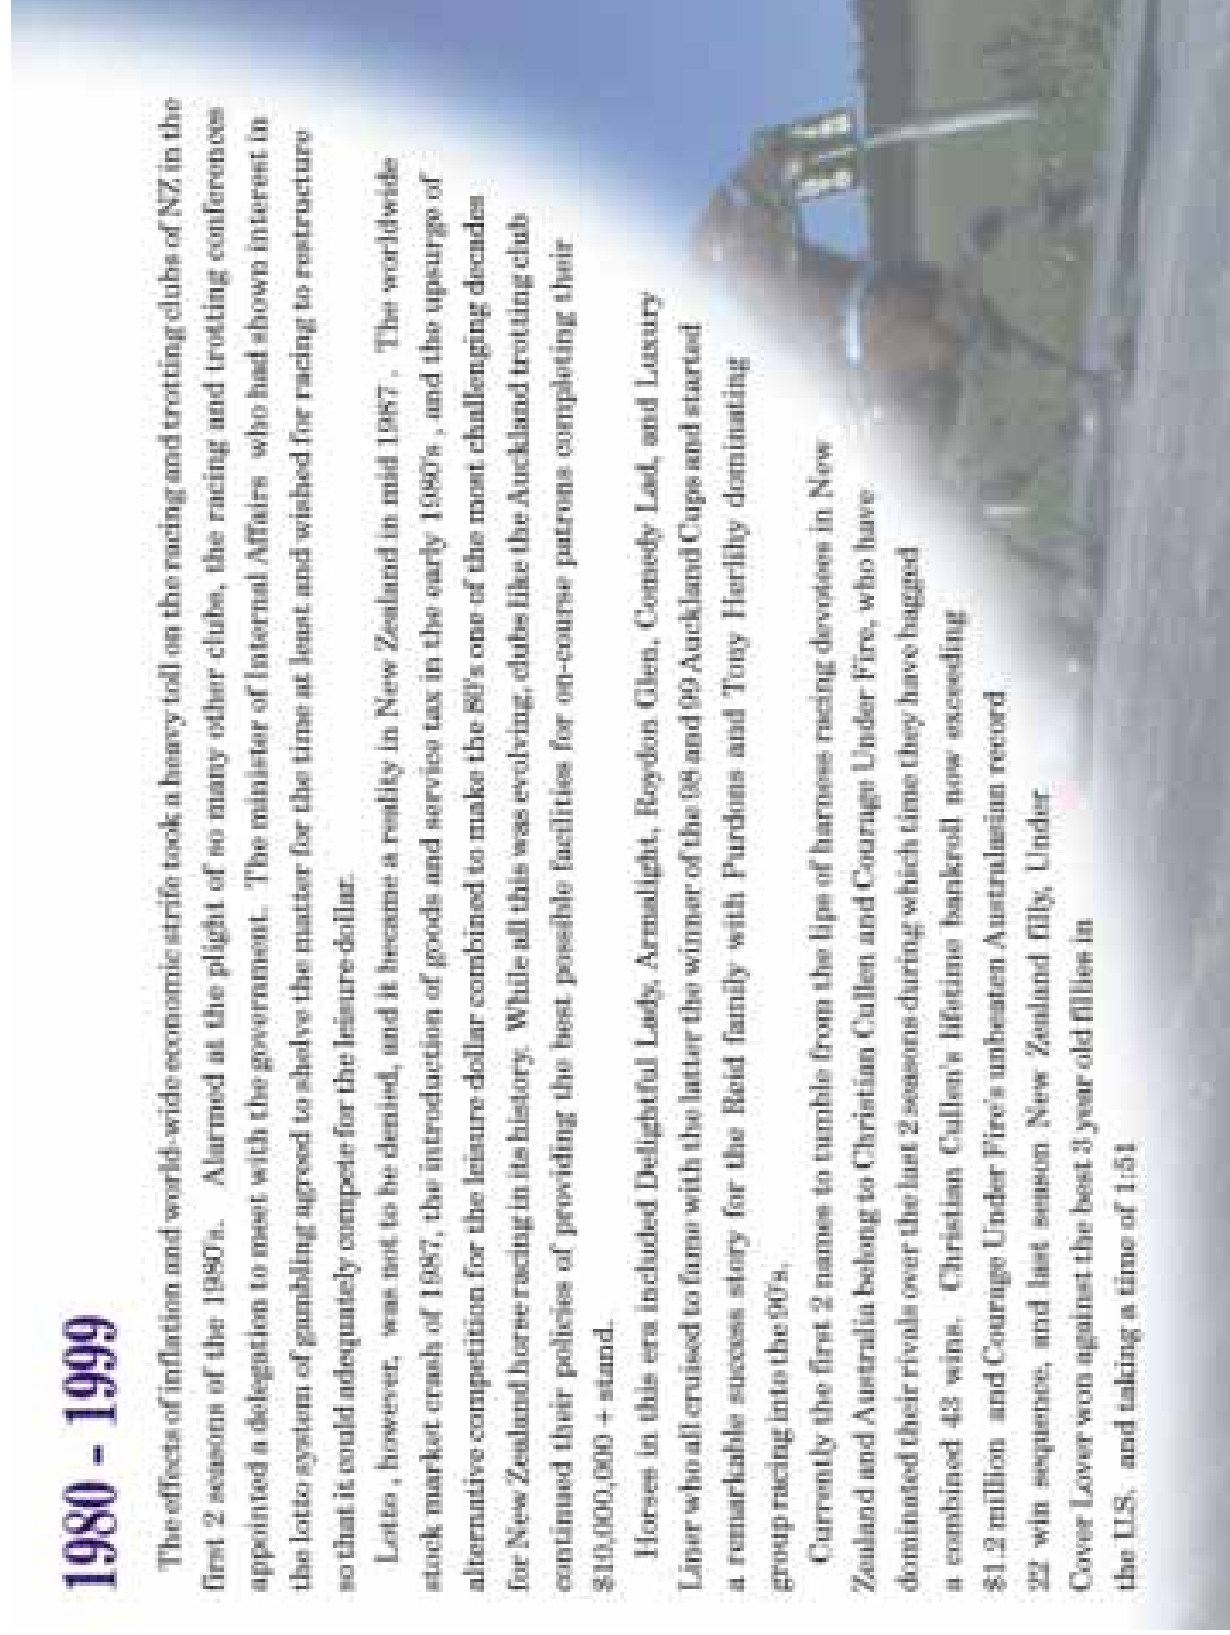 1980 - 1999
The effects of inflation and world-wide economic strife took a heavy toll on the racing and trotting clubs of NZ in the
first 2 seasons of the 1980's. Alarmed at the plight of so many other clubs, the racing and trotting conferences
appointed a delegation to meet with the government. The minister of Internal Affairs who had shown interest in
the lotto system of gambling agreed to shelve the matter for the time at least and wished for racing to restructure
so that it could adequately compete for the leisure dollar.
Lotto , however, was not to be denied, and it became a reality in New Zealand in mid 1987 . The worldwide
stock market crash of 1987, the introduction of goods and service tax in the early 1980's , and the upsurge of
alternative competition for the leisure dollar combined to make the 80's one of the most challenging decades
for New Zealand horse racing in its history. While all this was evolving, clubs like the Auckland trotting club
continued their policies of providing the best possible facilities for on-course patrons completing their
$10,000,000 + stand.
Horses in this era included Delightful Lady, Armalight, Roydon Glen, Comedy Lad, and Luxury
Liner who all cruised to fame with the latter the winner of the 98 and 99 Auckland Cups and started
a remarkable success story for the Reid family with Purdons and Tony Herlihy dominating
group racing into the 90's.
Currently the first 2 names to tumble from the lips of harness racing devotees in New
Zealand and Australia belong to Christian Cullen and Courage Under Fire, who have
dominated their rivals over the last 2 seasons during which time they have bagged
a combined 43 wins. Christian Cullen's lifetime bankroll now exceeding
$1.2 million and Courage Under Fire's unbeaten Australasian record
22 win sequence, and last season New Zealand filly, Under
Cover Lover won against the best 3 year old fillies in
the U.S. and taking a time of 1:51